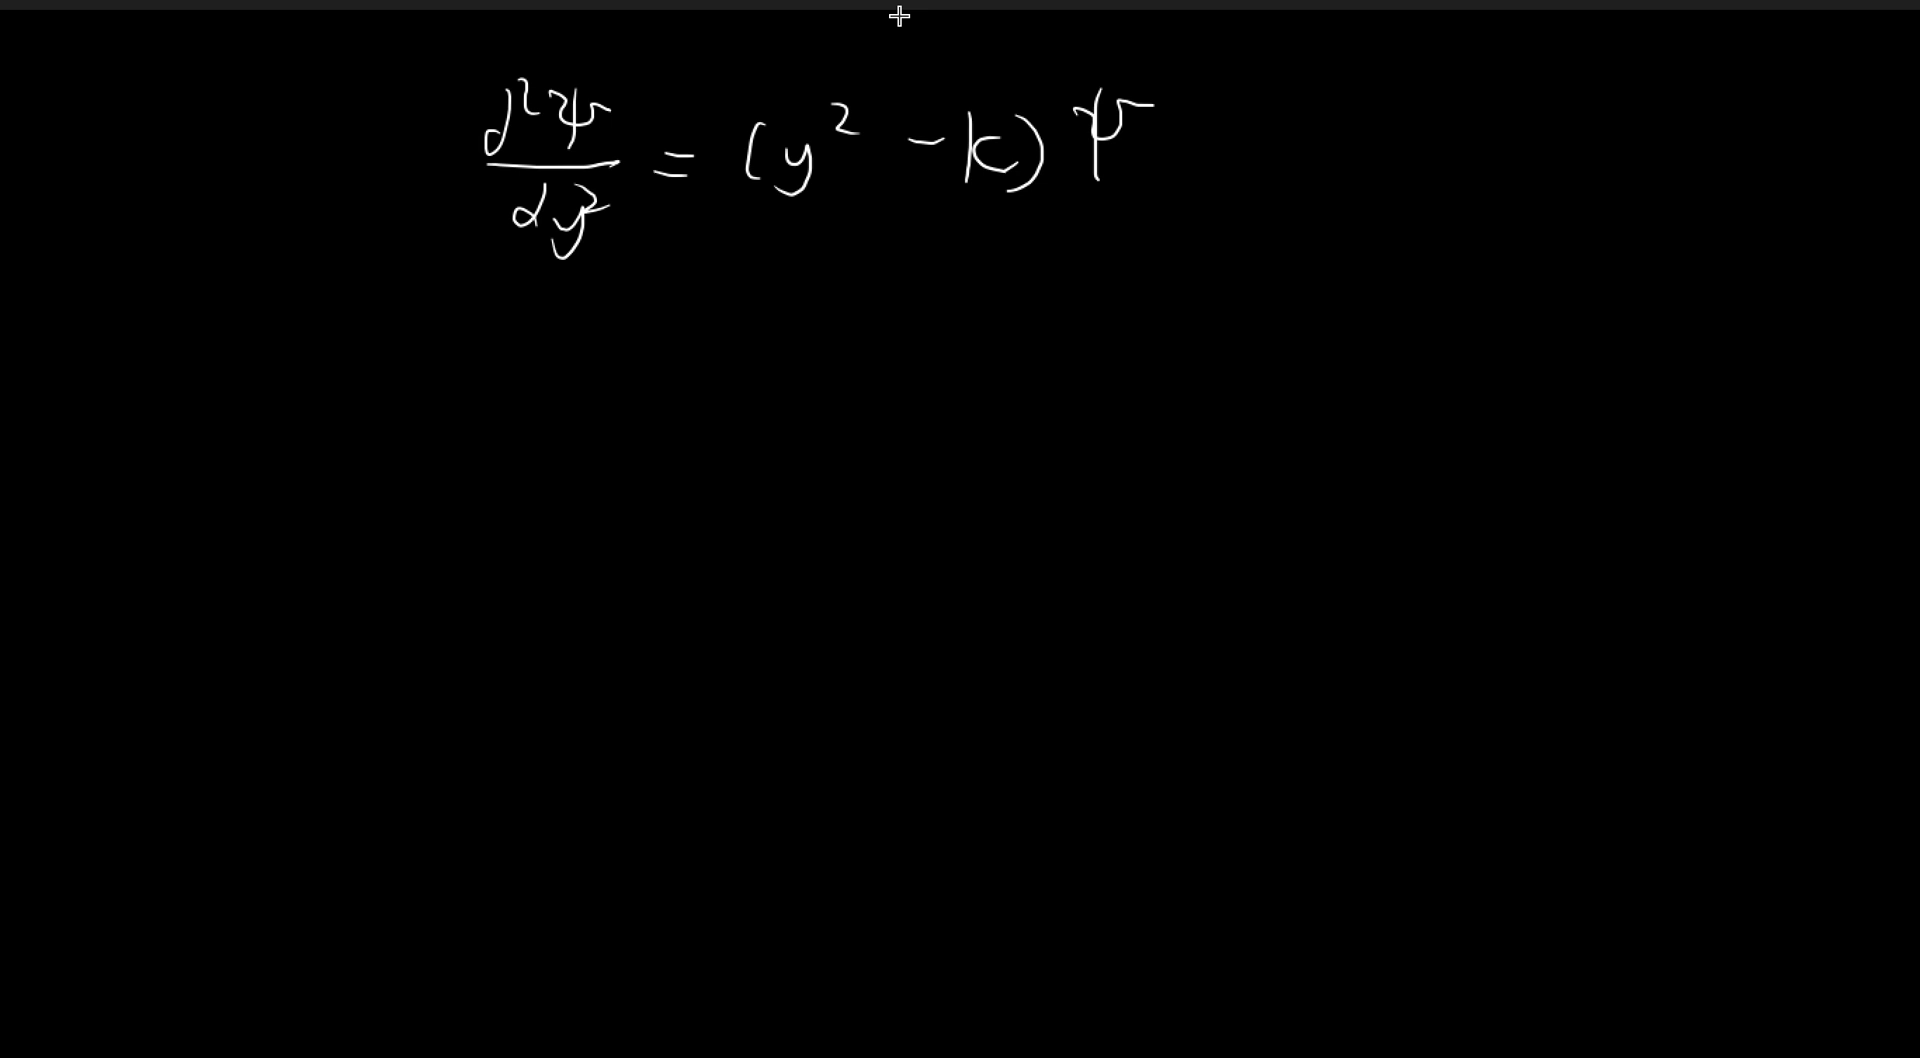 d²ψ/dy² = (y² - k) ψ